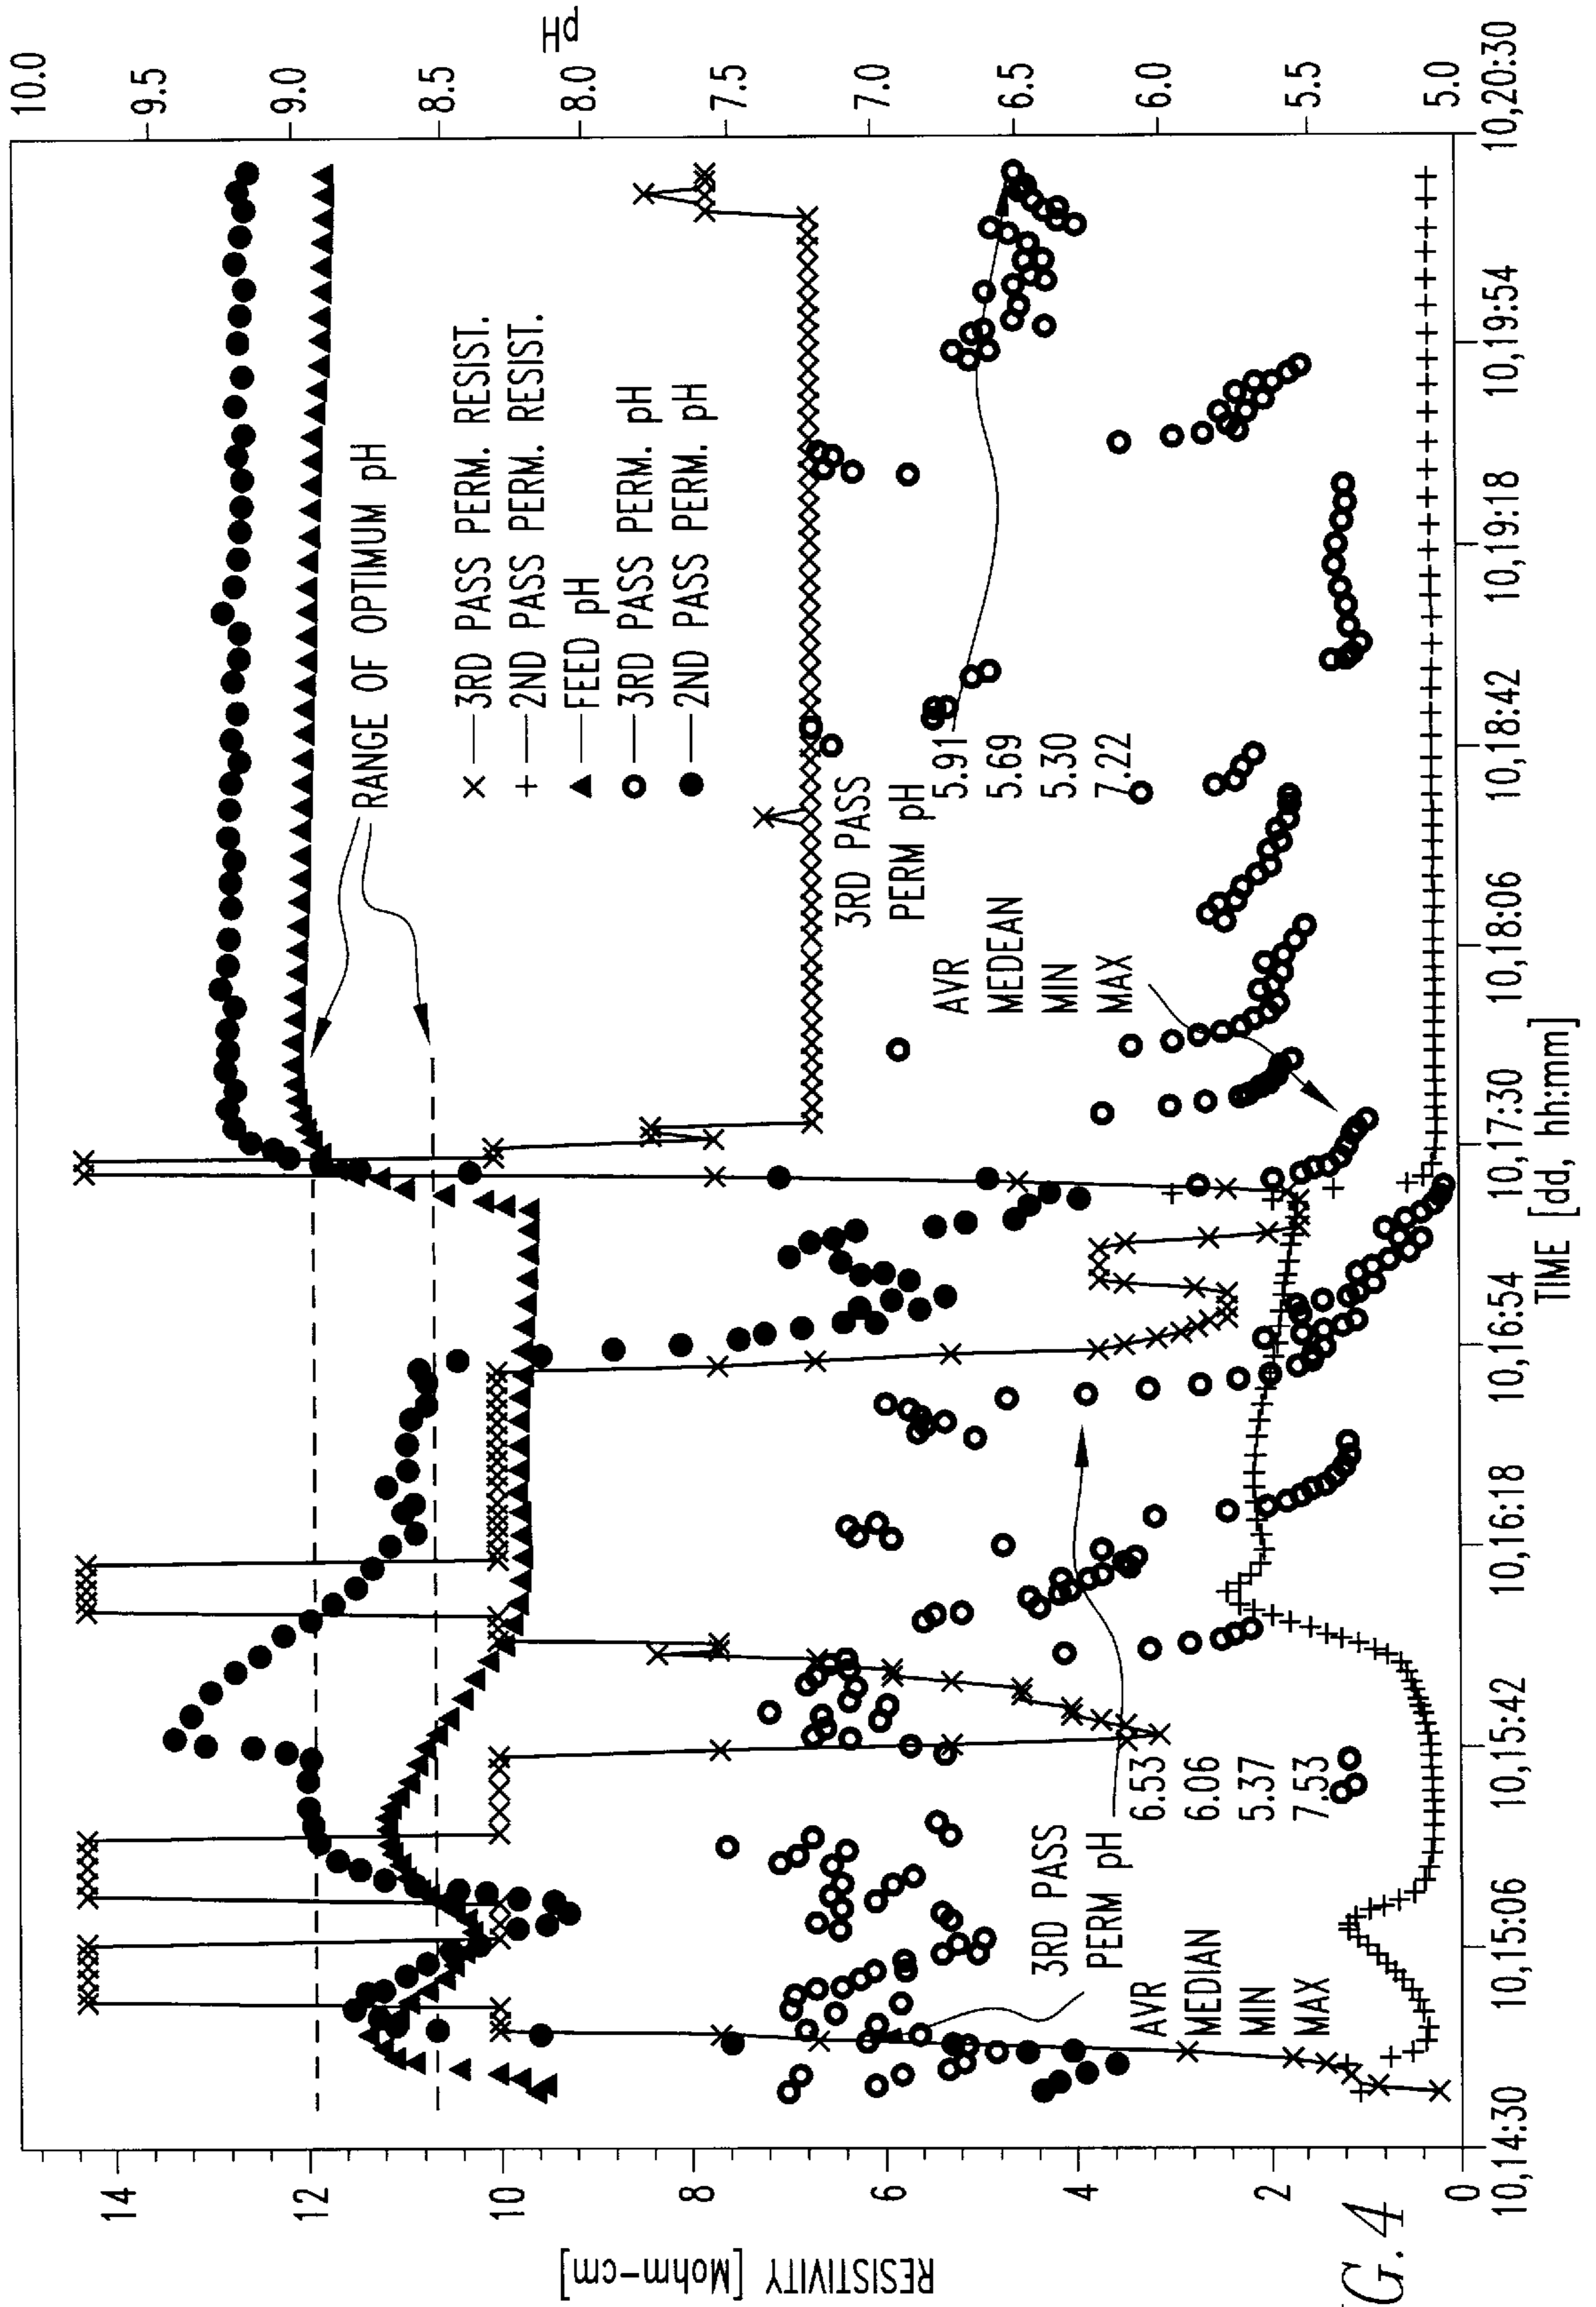 RESISTIVITY [Mohm-cm]
14
12
10
8
6
4
2
0
pH
10.0
9.5
9.0
8.5
8.0
7.5
7.0
6.5
6.0
5.5
5.0
RANGE OF OPTIMUM pH
3RD PASS PERM. RESIST.
2ND PASS PERM. RESIST.
FEED pH
3RD PASS PERM. pH
2ND PASS PERM. pH
3RD PASS
PERM pH
AVR 5.91
MEDEAN 5.69
MIN 5.30
MAX 7.22
3RD PASS
PERM pH
AVR 6.53
MEDIAN 6.06
MIN 5.37
MAX 7.53
10,14:30
10,15:06
10,15:42
10,16:18
10,16:54
10,17:30
10,18:06
10,18:42
10,19:18
10,19:54
10,20:30
TIME [dd, hh:mm]
G. 4